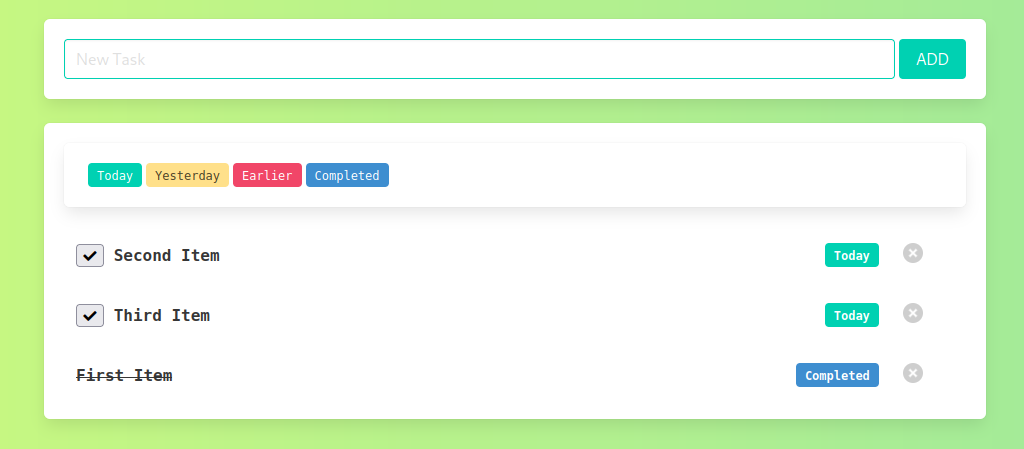 New Task ADD
Today Yesterday Earlier Completed
Second Item Today
Third Item Today
First Item Completed